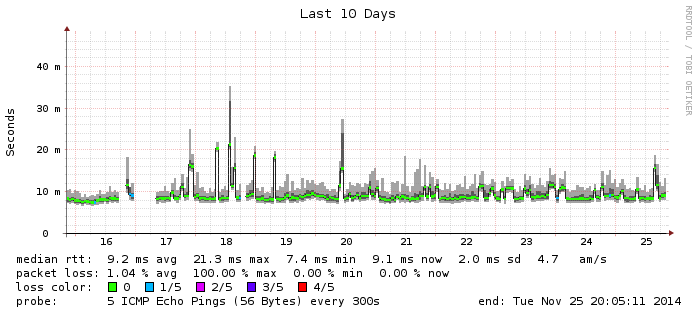 Last 10 Days
RRDTOOL / TOBI OETIKER
Seconds
40 m
30 m
20 m
10 m
0
16 17 18 19 20 21 22 23 24 25
median rtt: 9.2 ms avg 21.3 ms max 7.4 ms min 9.1 ms now 2.0 ms sd 4.7 am/s
packet loss: 1.04 % avg 100.00 % max 0.00 % min 0.00 % now
loss color: 0 1/5 2/5 3/5 4/5
probe: 5 ICMP Echo Pings (56 Bytes) every 300s end: Tue Nov 25 20:05:11 2014